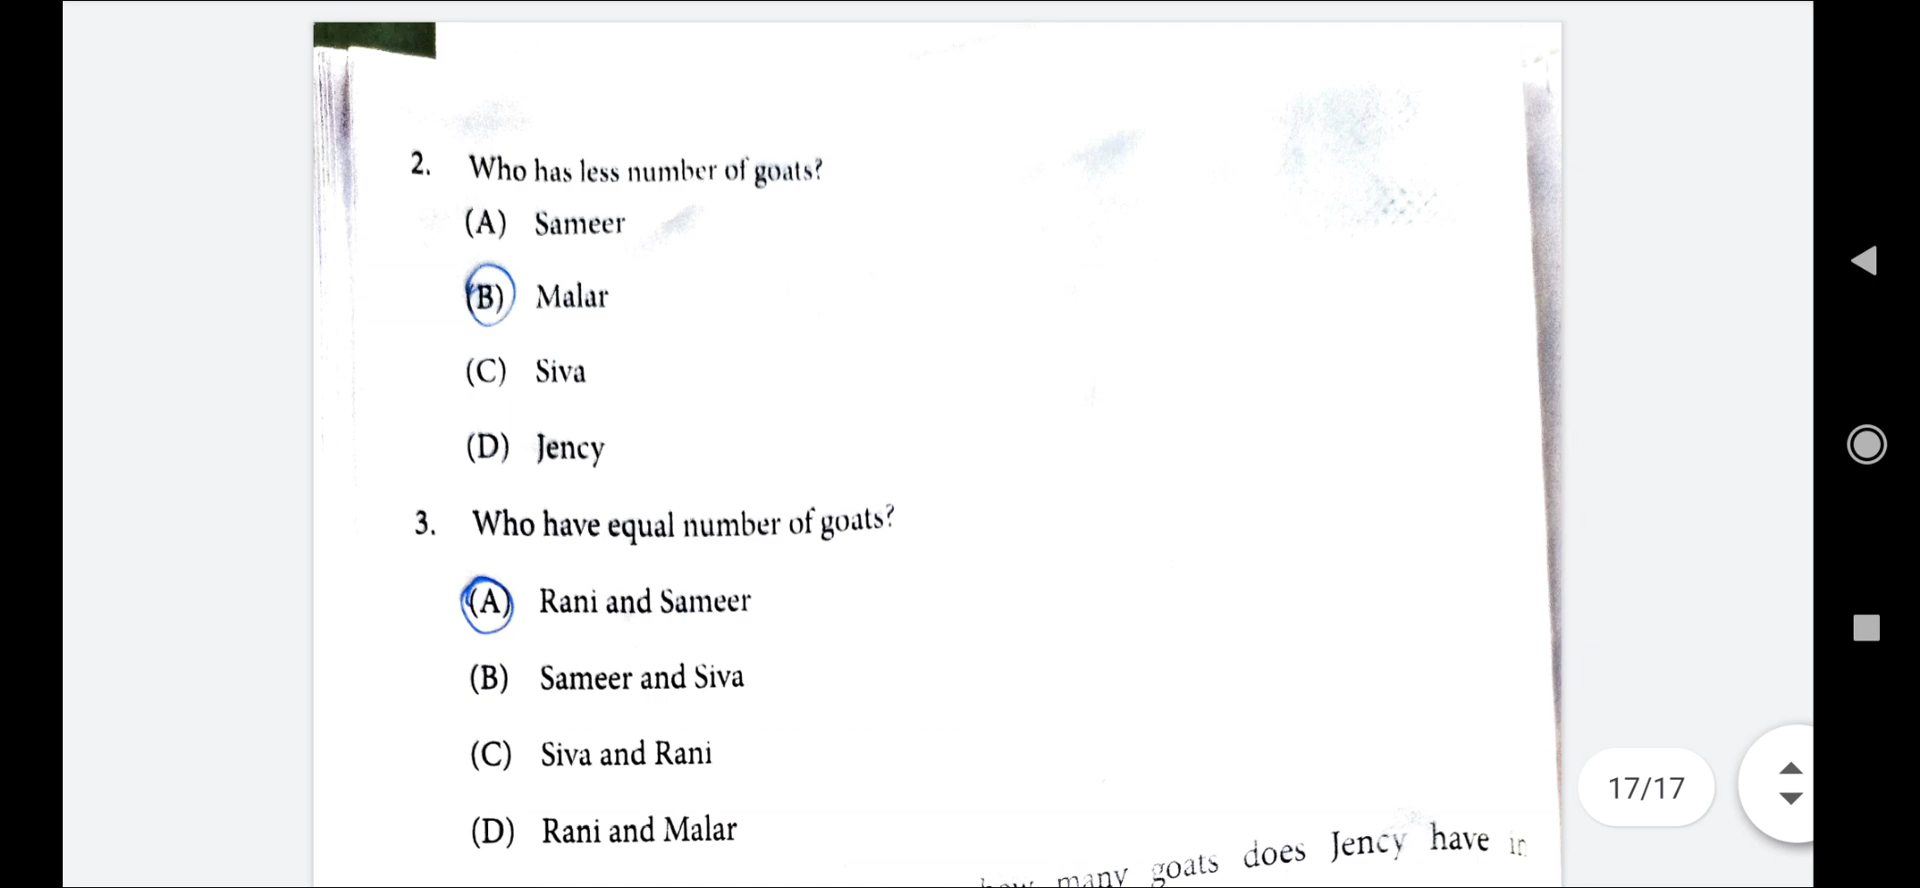 2. Who has less number of goats?
(A) Sameer
(B) Malar
(C) Siva
(D) Jency
3. Who have equal number of goats?
(A) Rani and Sameer
(B) Sameer and Siva
(C) Siva and Rani
(D) Rani and Malar
many goats does Jency have
17/17